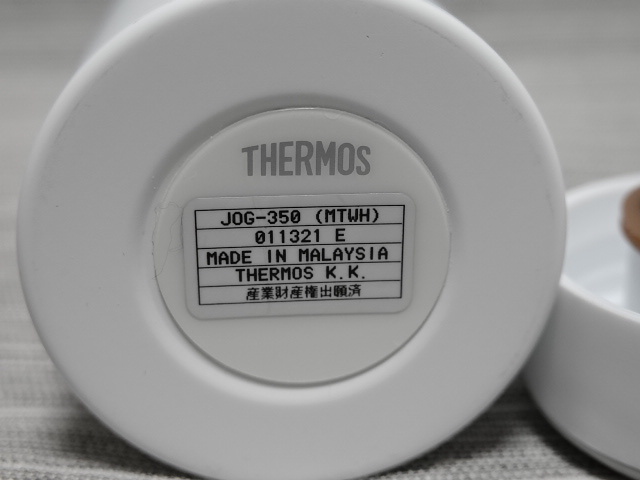 THERMOS
JOG-350 (MTWH)
011321 E
MADE IN MALAYSIA
THERMOS K.K.
産業財産権出願済